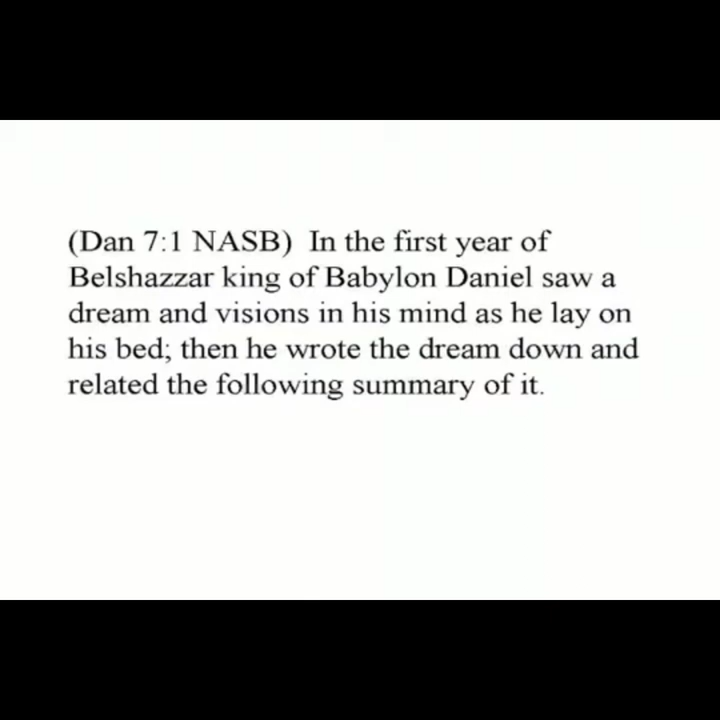 (Dan 7:1 NASB)  In the first year of
Belshazzar king of Babylon Daniel saw a
dream and visions in his mind as he lay on
his bed; then he wrote the dream down and
related the following summary of it.